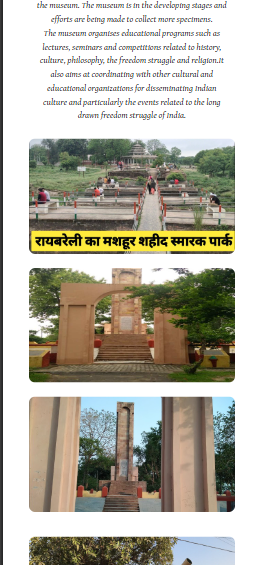 the museum. The museum is in the developing stages and
efforts are being made to collect more specimens.
The museum organises educational programs such as
lectures, seminars and competitions related to history,
culture, philosophy, the freedom struggle and religion.it
also aims at coordinating with other cultural and
educational organizations for disseminating Indian
culture and particularly the events related to the long
drawn freedom struggle of india.
रायबरेली का मशहूर शहीद स्मारक पार्क